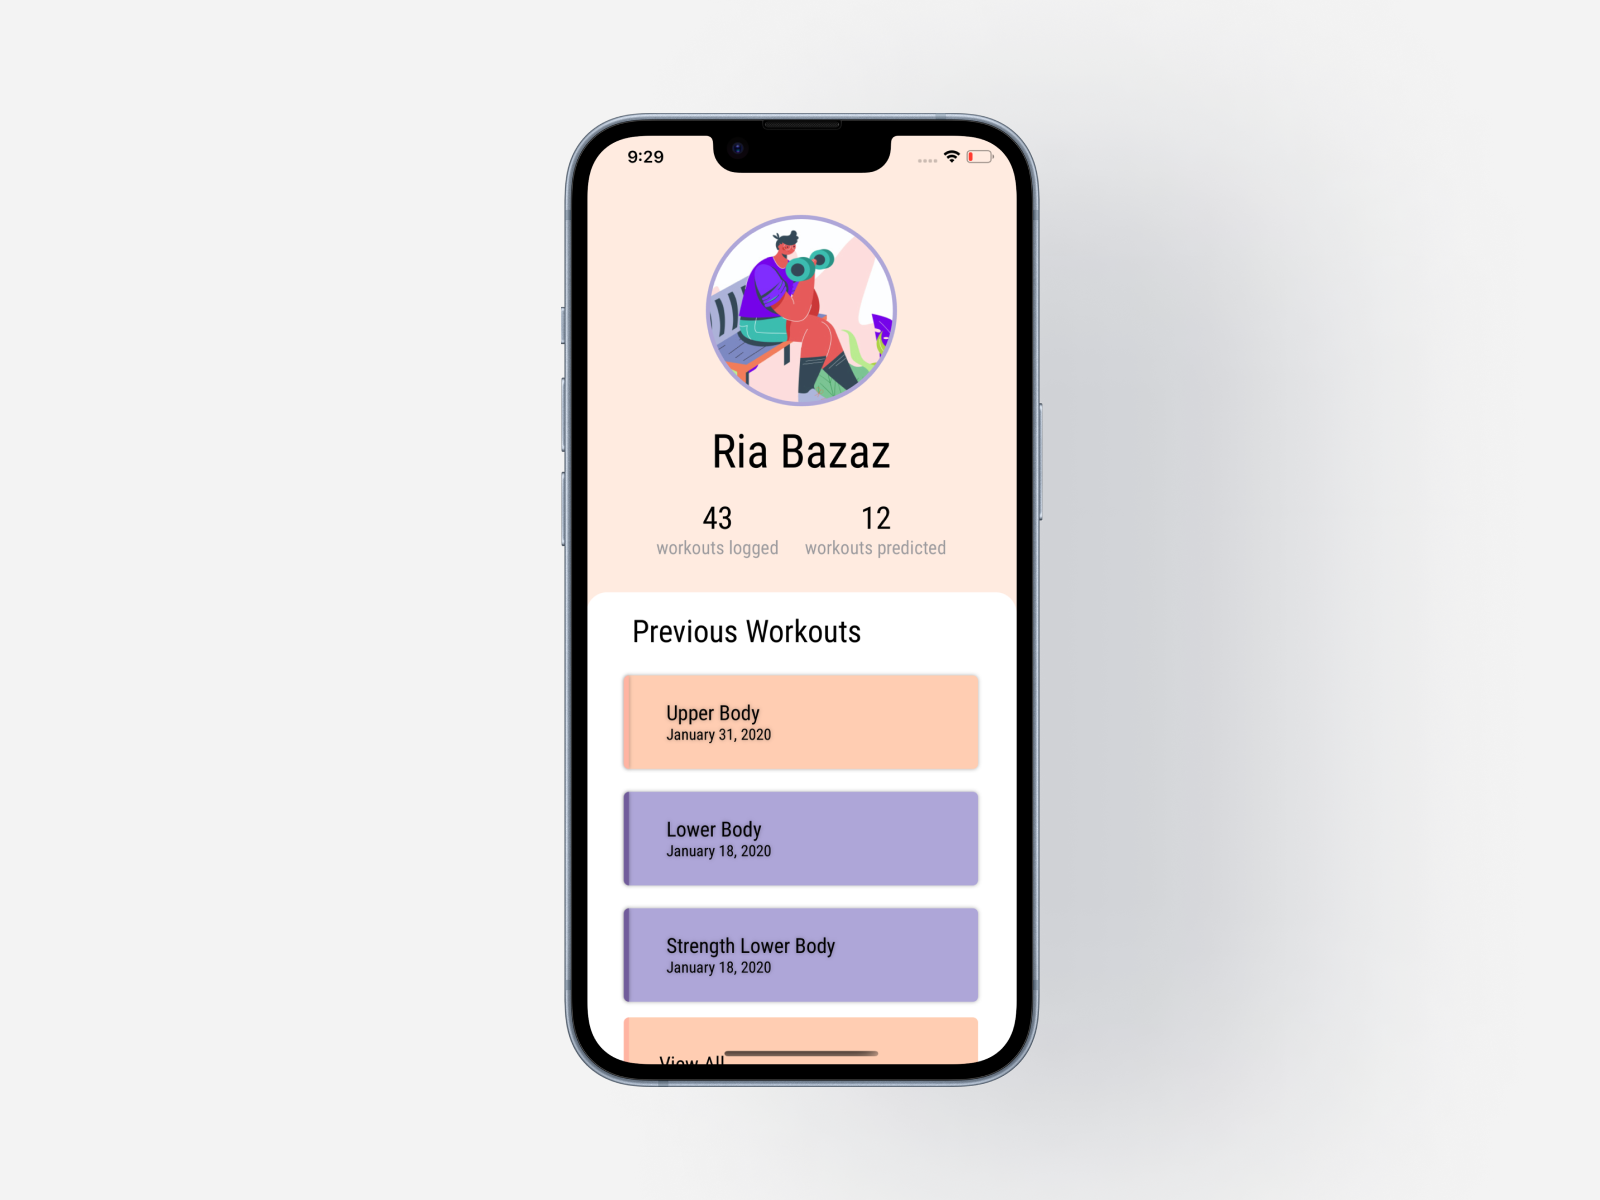 9:29
Ria Bazaz
43
workouts logged
12
workouts predicted
Previous Workouts
Upper Body
January 31, 2020
Lower Body
January 18, 2020
Strength Lower Body
January 18, 2020
View All